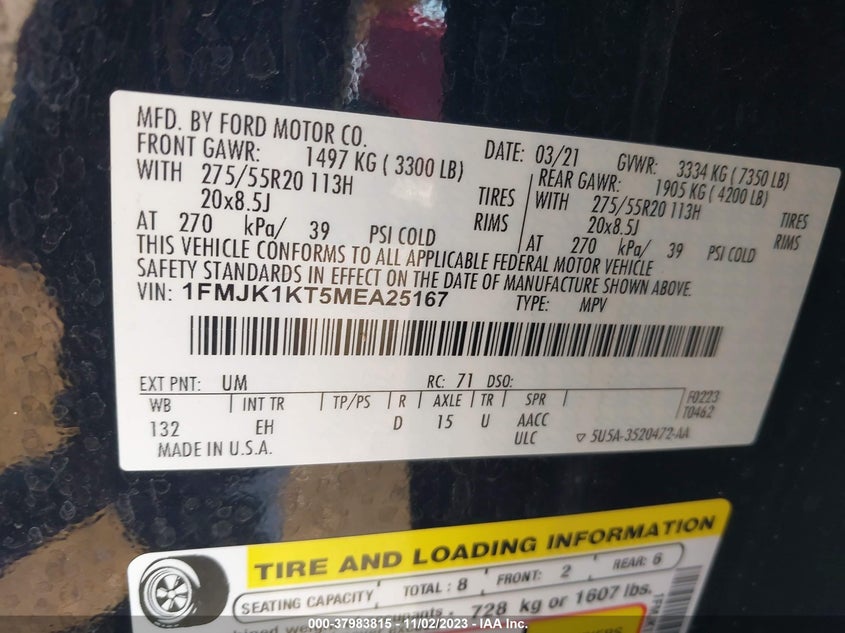 MFD. BY FORD MOTOR CO.
DATE: 03/21 GVWR: 3334 KG ( 7350 LB)
FRONT GAWR: 1497 KG ( 3300 LB) REAR GAWR: 1905 KG ( 4200 LB)
WITH 275/55R20 113H TIRES WITH 275/55R20 113H TIRES
20x8.5J RIMS 20x8.5J RIMS
AT 270 kPa/ 39 PSI COLD AT 270 kPa/ 39 PSI COLD
THIS VEHICLE CONFORMS TO ALL APPLICABLE FEDERAL MOTOR VEHICLE
SAFETY STANDARDS IN EFFECT ON THE DATE OF MANUFACTURE SHOWN ABOVE.
VIN: 1FMJK1KT5MEA25167 TYPE: MPV
EXT PNT: UM RC: 71 DSO:
WB INT TR TP/PS R AXLE TR SPR F0223
T0462
132 EH D 15 U AACC
ULC 5U5A-3520472-AA
MADE IN U.S.A.
TIRE AND LOADING INFORMATION
SEATING CAPACITY TOTAL: 8 FRONT: 2 REAR: 6
728 kg or 1607 lbs.
000-37983815 - 11/02/2023 - IAA Inc.